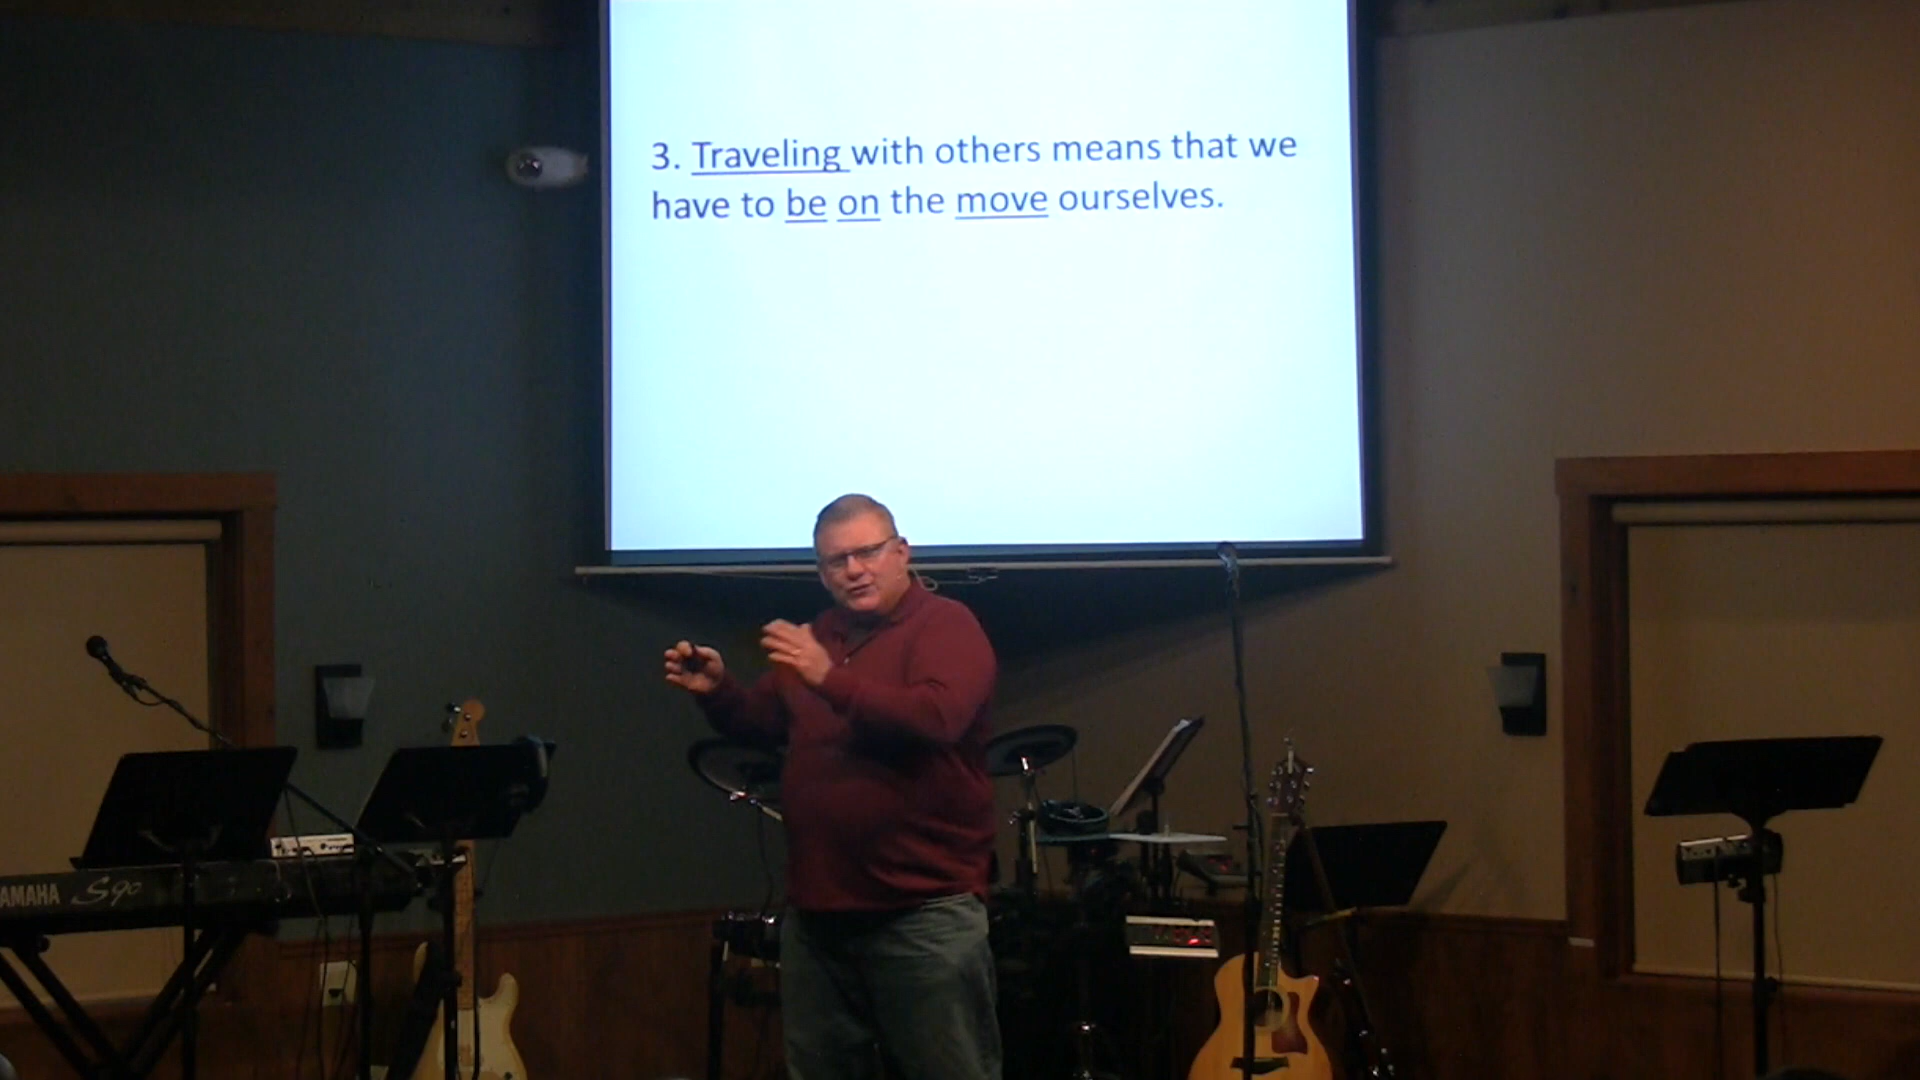 3. Traveling with others means that we
have to be on the move ourselves.
YAMAHA S90